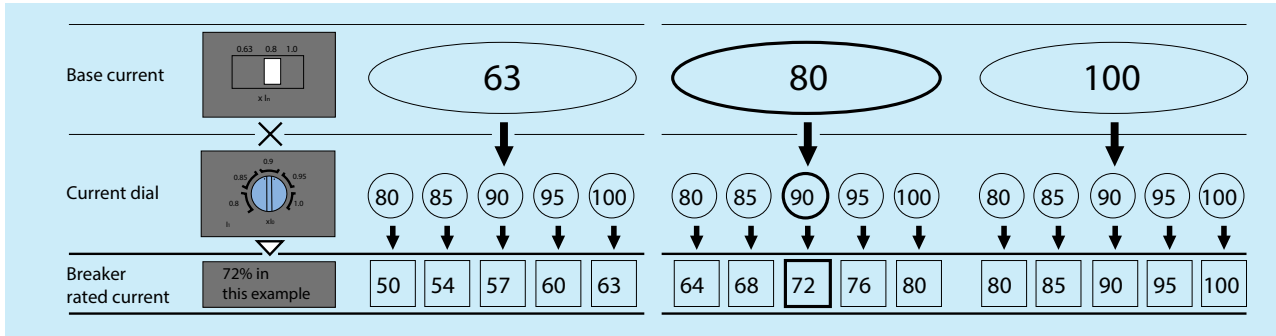 0.63 0.8 1.0
Base current
x In
63 80 100
0.9
0.85 0.95
Current dial
0.8 1.0
xI0
80 85 90 95 100 80 85 90 95 100 80 85 90 95 100
Breaker
rated current
72% in
this example
50 54 57 60 63 64 68 72 76 80 80 85 90 95 100